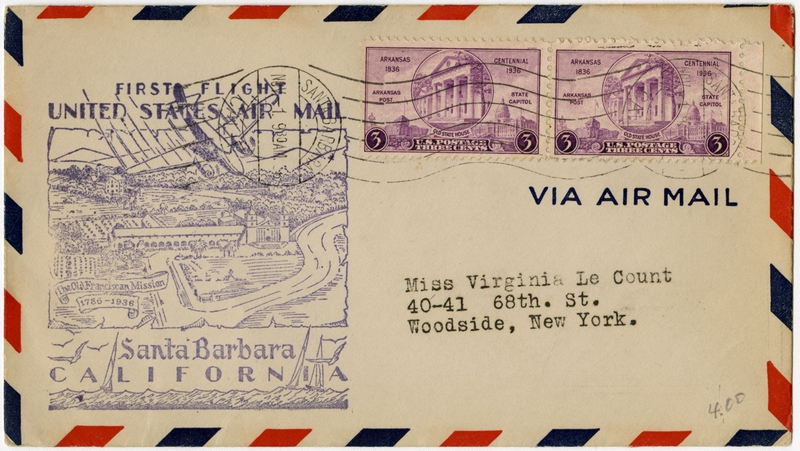 FIRST FLIGHT
UNITED STATES AIR MAIL
The Old Franciscan Mission
1786-1936
Santa Barbara
CALIFORNIA
SANTA BARBARA
ARKANSAS
1836
CENTENNIAL
1936
ARKANSAS
POST
STATE
CAPITOL
OLD STATE HOUSE
3
U.S. POSTAGE
THREE CENTS
3
ARKANSAS
1836
CENTENNIAL
1936
ARKANSAS
POST
STATE
CAPITOL
OLD STATE HOUSE
3
U.S. POSTAGE
THREE CENTS
3
VIA AIR MAIL
Miss Virginia Le Count
40-41 68th. St.
Woodside, New York.
4.00